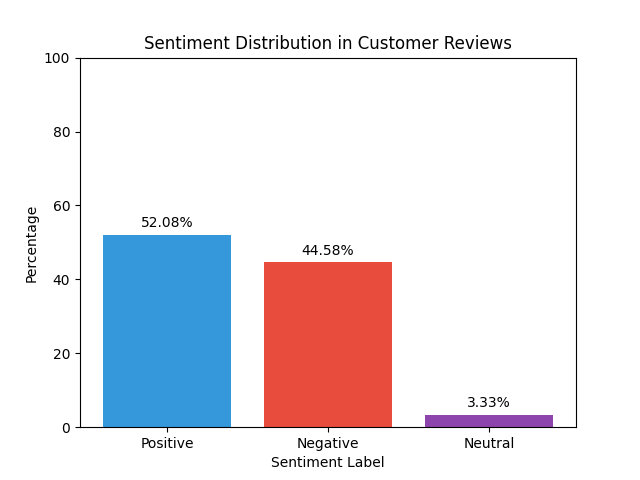 Sentiment Distribution in Customer Reviews
100
80
60
40
20
0
Percentage
52.08%
44.58%
3.33%
Positive
Negative
Neutral
Sentiment Label